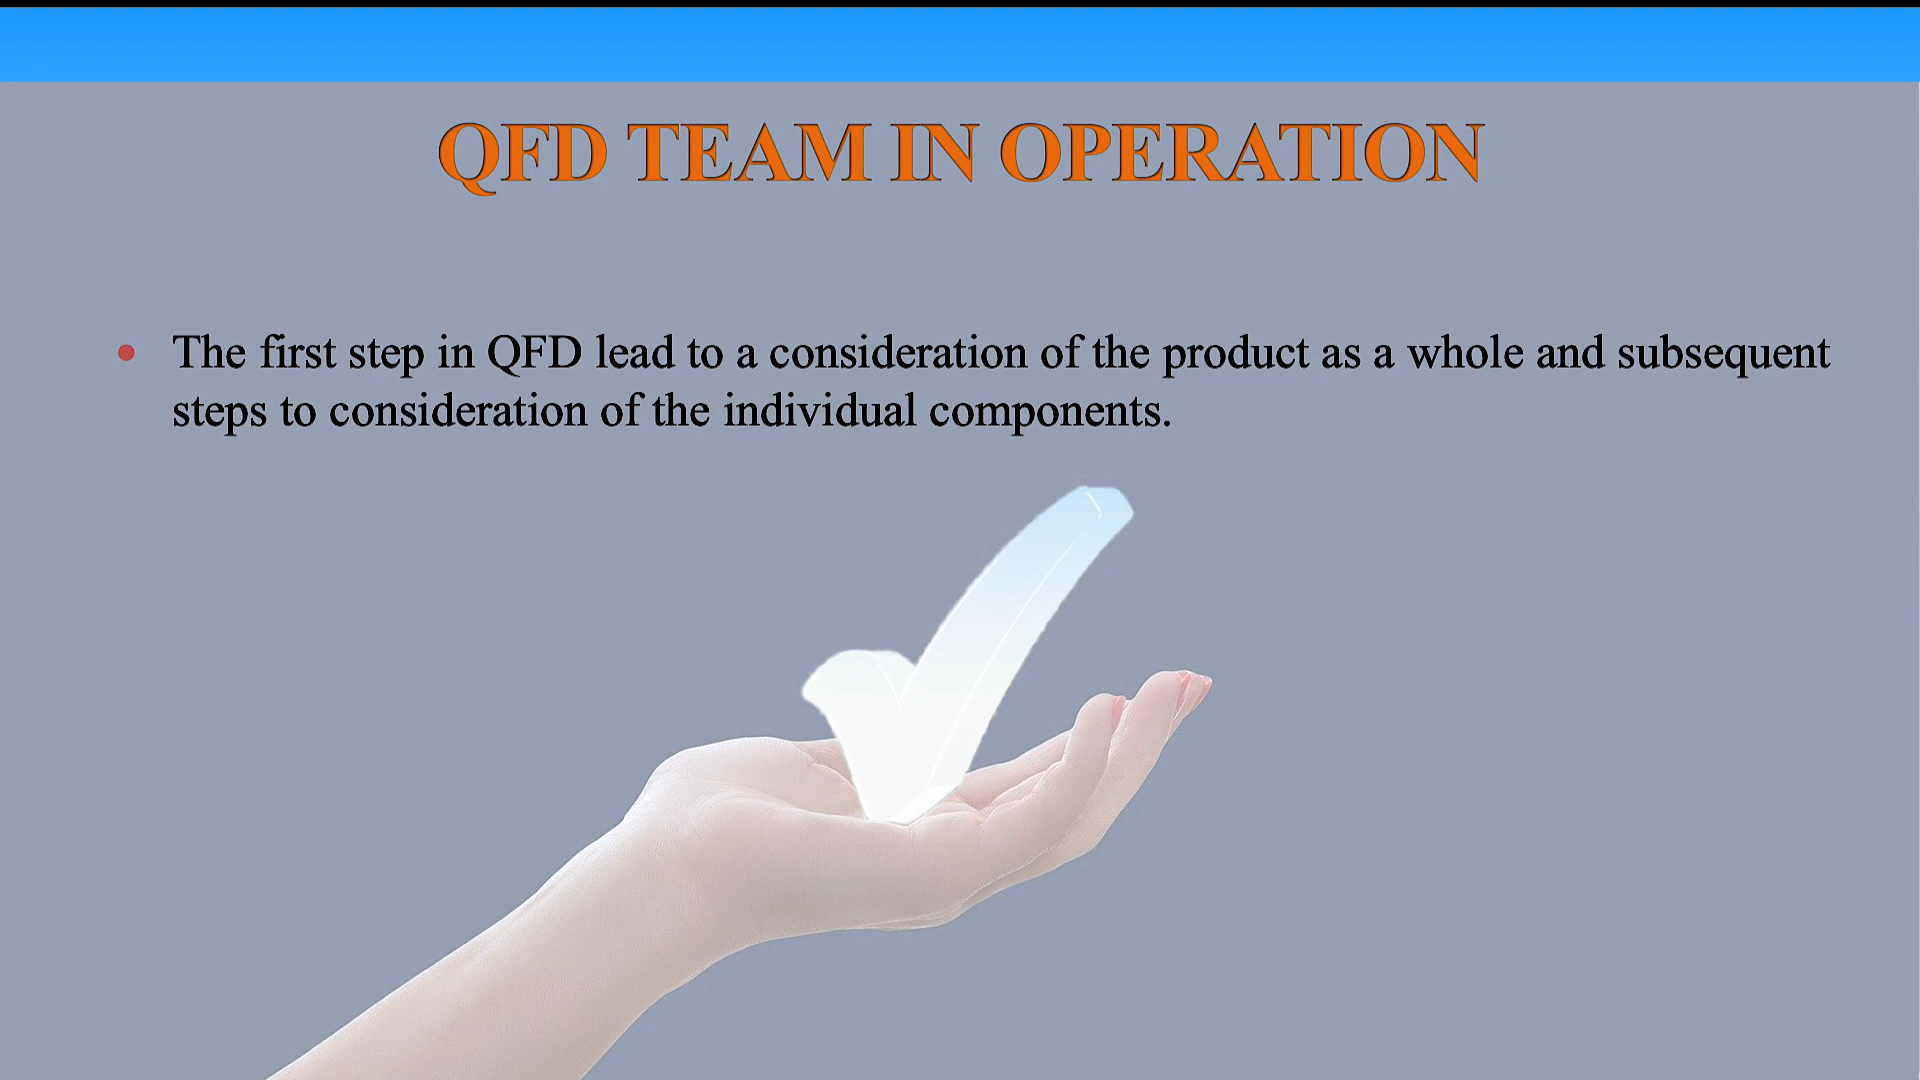 QFD TEAM IN OPERATION
• The first step in QFD lead to a consideration of the product as a whole and subsequent
steps to consideration of the individual components.